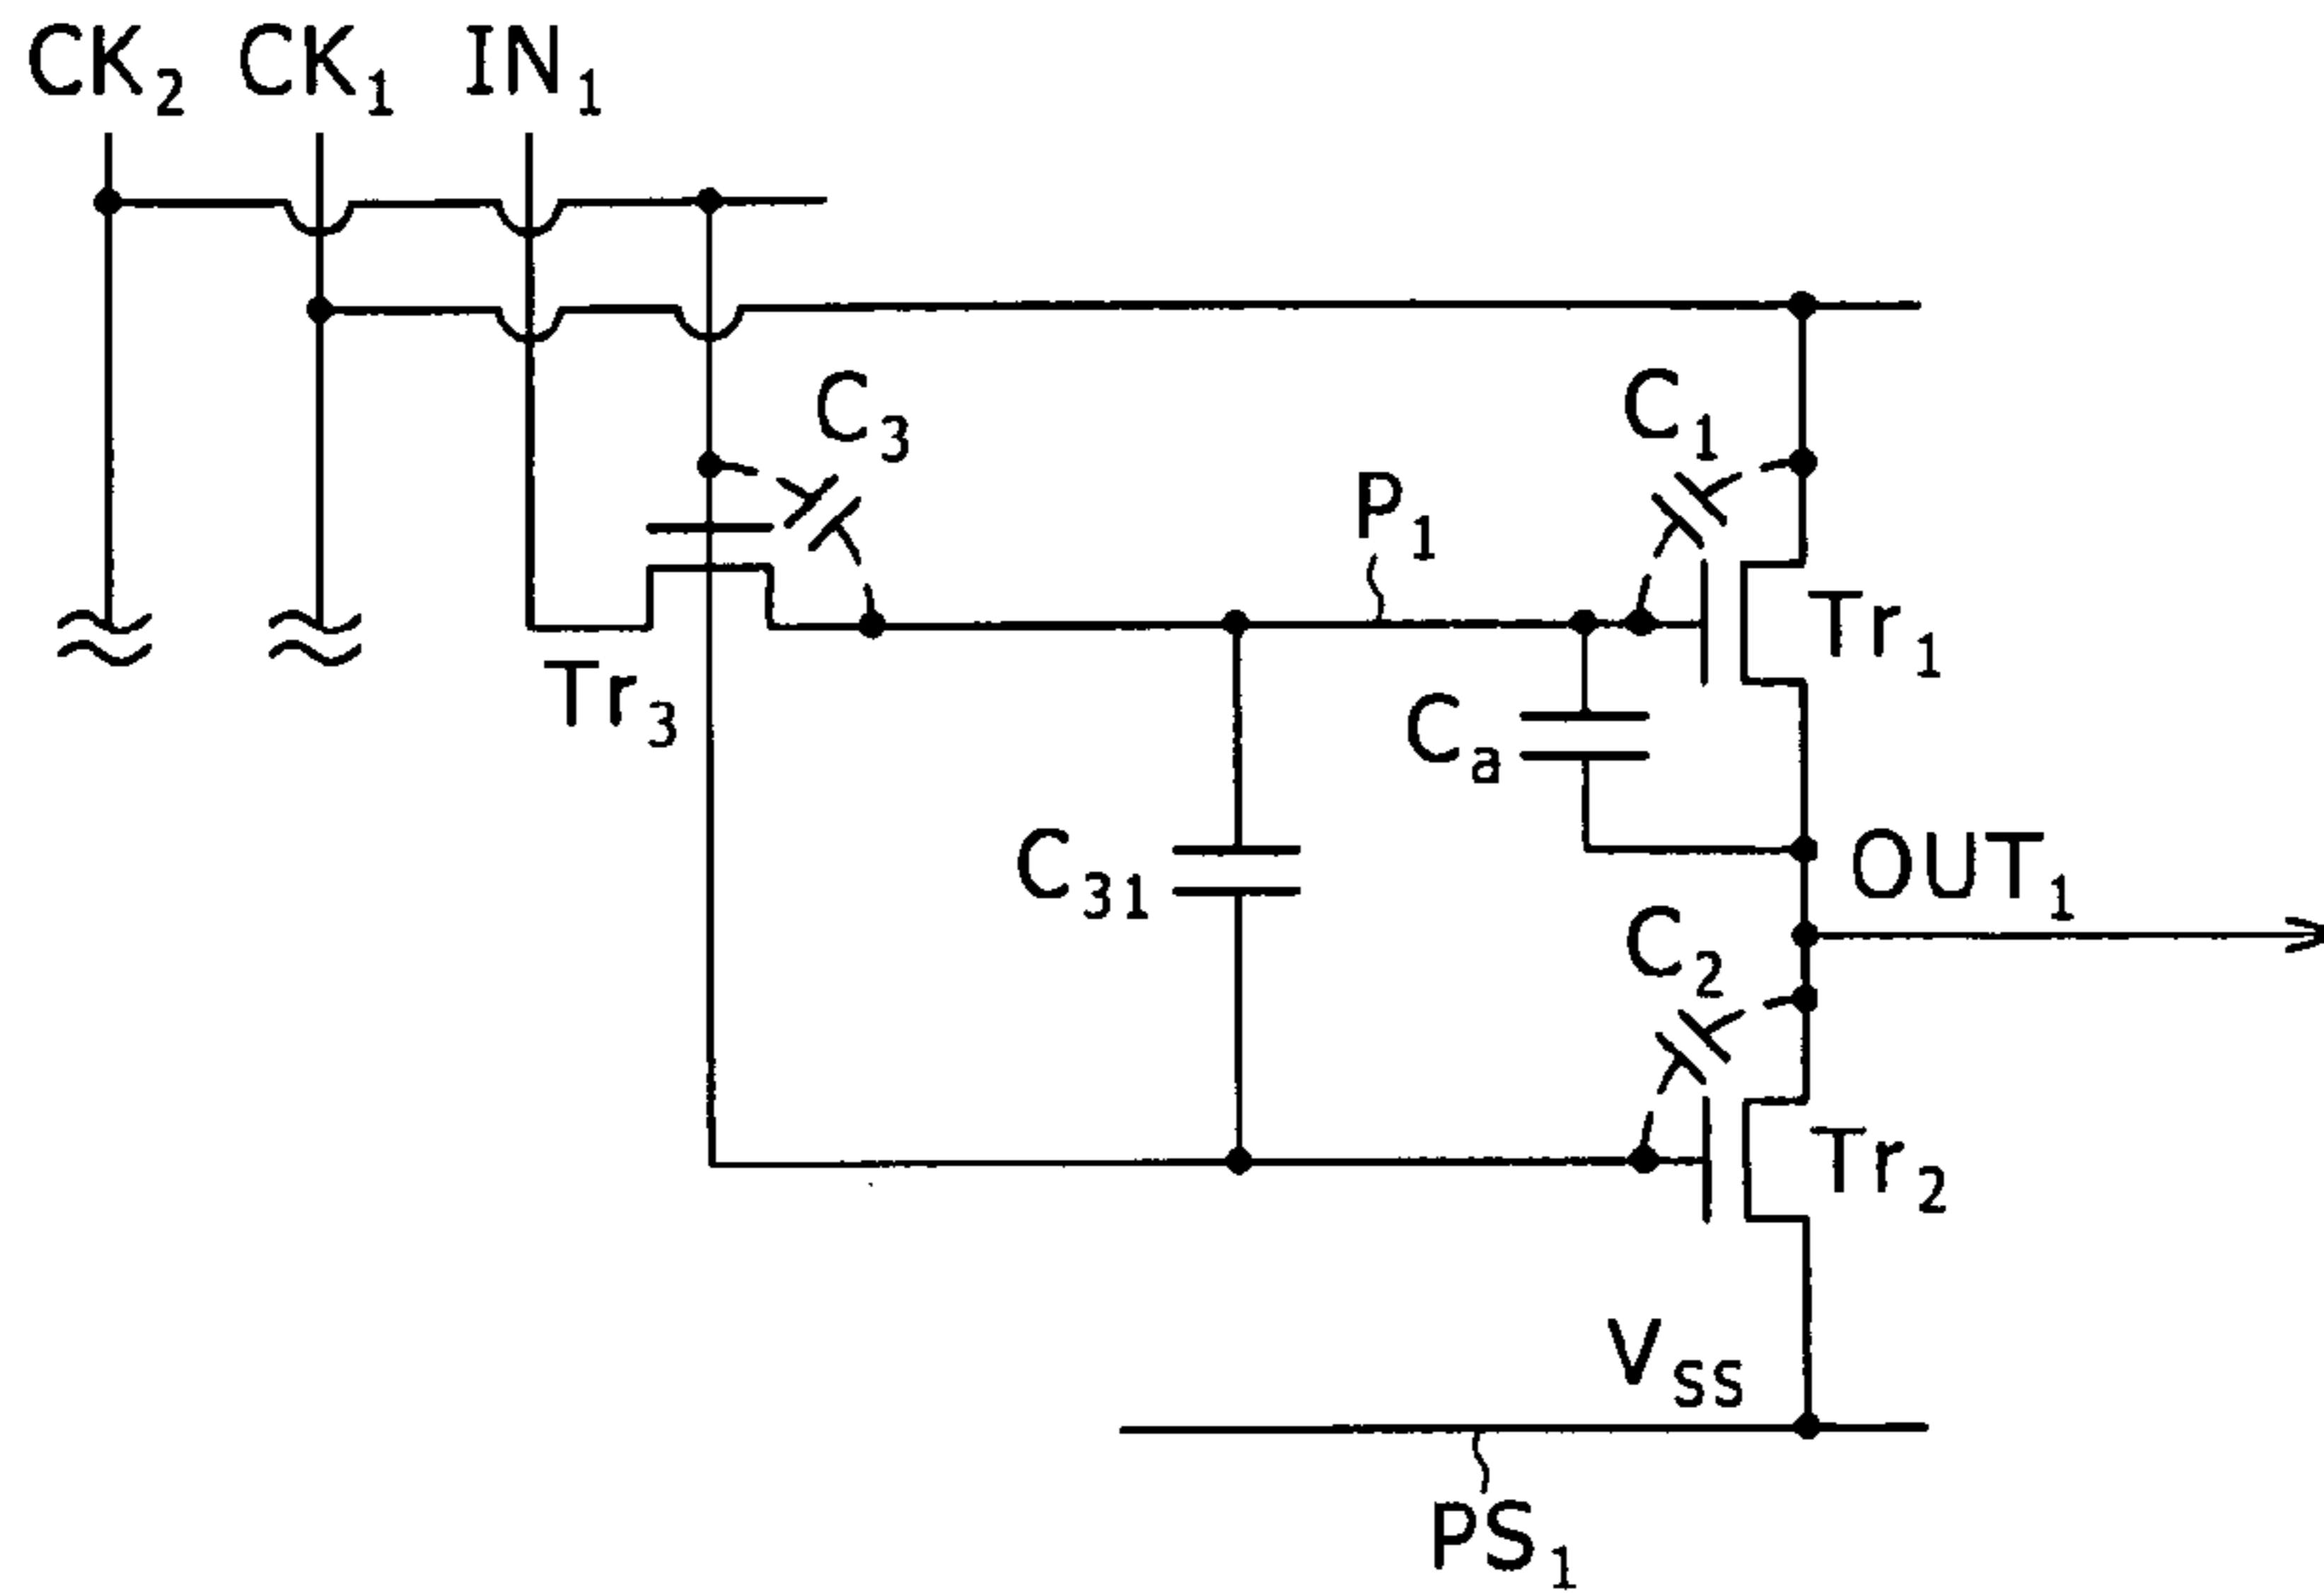 CK2 CK1 IN1
C3
C1
P1
Tr1
Tr3
Ca
C31
OUT1
C2
Tr2
VSS
PS1